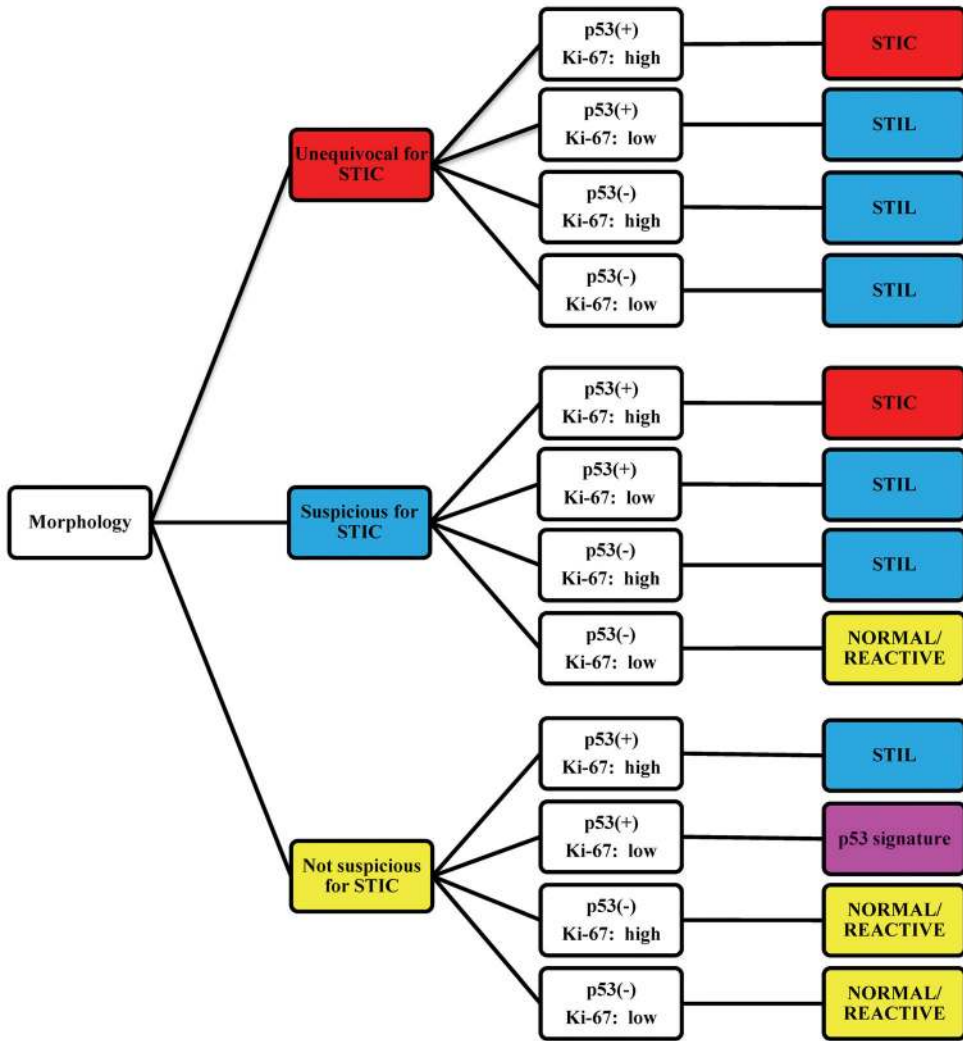 Morphology
Unequivocal for
STIC
p53(+)
Ki-67: high
STIC
p53(+)
Ki-67: low
STIL
p53(-)
Ki-67: high
STIL
p53(-)
Ki-67: low
STIL
Suspicious for
STIC
p53(+)
Ki-67: high
STIC
p53(+)
Ki-67: low
STIL
p53(-)
Ki-67: high
STIL
p53(-)
Ki-67: low
NORMAL/
REACTIVE
Not suspicious
for STIC
p53(+)
Ki-67: high
STIL
p53(+)
Ki-67: low
p53 signature
p53(-)
Ki-67: high
NORMAL/
REACTIVE
p53(-)
Ki-67: low
NORMAL/
REACTIVE